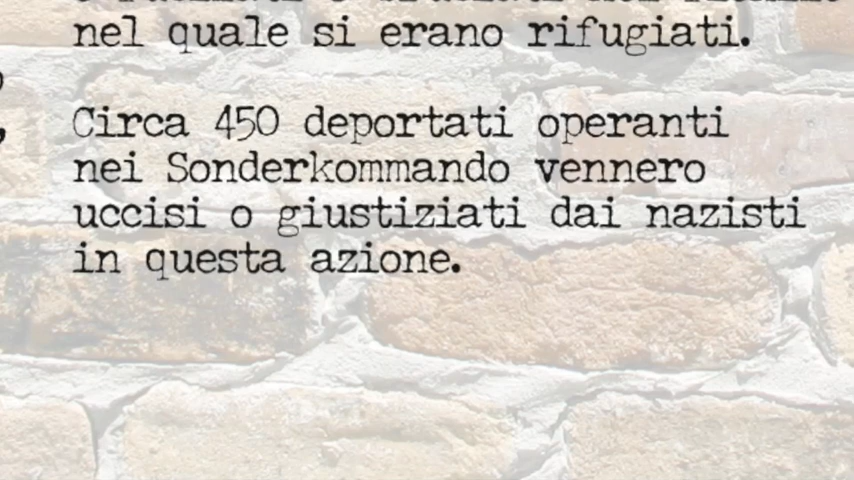 nel quale si erano rifugiati.
Circa 450 deportati operanti
nei Sonderkommando vennero
uccisi o giustiziati dai nazisti
in questa azione.